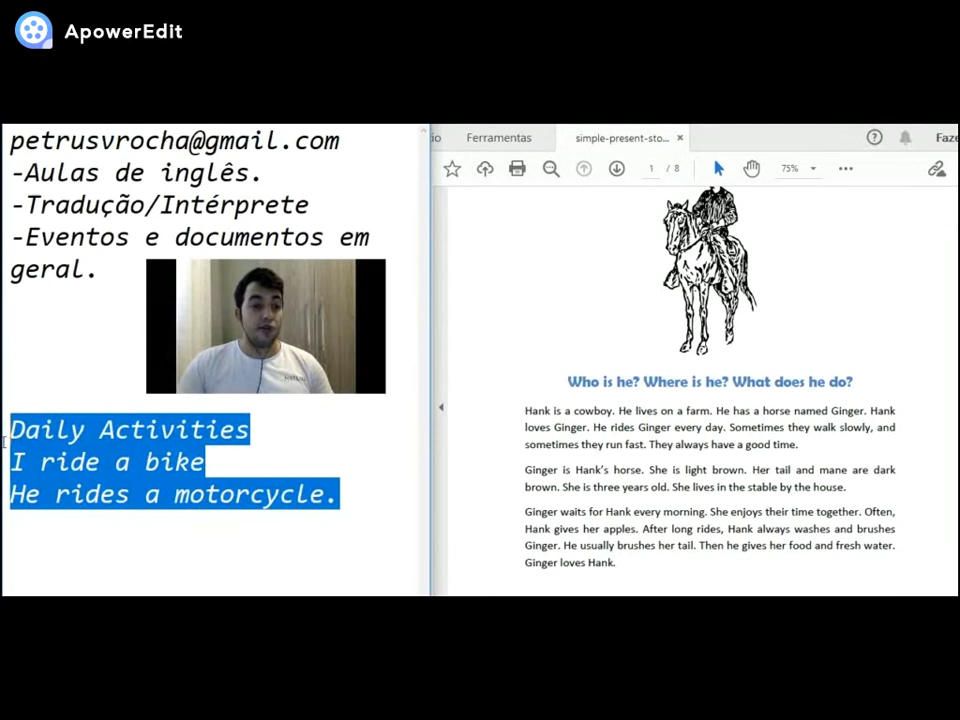 ApowerEdit
petrusvrocha@gmail.com
-Aulas de inglês.
-Tradução/Intérprete
-Eventos e documentos em
geral.
Daily Activities
I ride a bike
He rides a motorcycle.
Ferramentas
simple-present-sto...
Faze
1 / 8
75%
Who is he? Where is he? What does he do?
Hank is a cowboy. He lives on a farm. He has a horse named Ginger. Hank
loves Ginger. He rides Ginger every day. Sometimes they walk slowly, and
sometimes they run fast. They always have a good time.
Ginger is Hank's horse. She is light brown. Her tail and mane are dark
brown. She is three years old. She lives in the stable by the house.
Ginger waits for Hank every morning. She enjoys their time together. Often,
Hank gives her apples. After long rides, Hank always washes and brushes
Ginger. He usually brushes her tail. Then he gives her food and fresh water.
Ginger loves Hank.